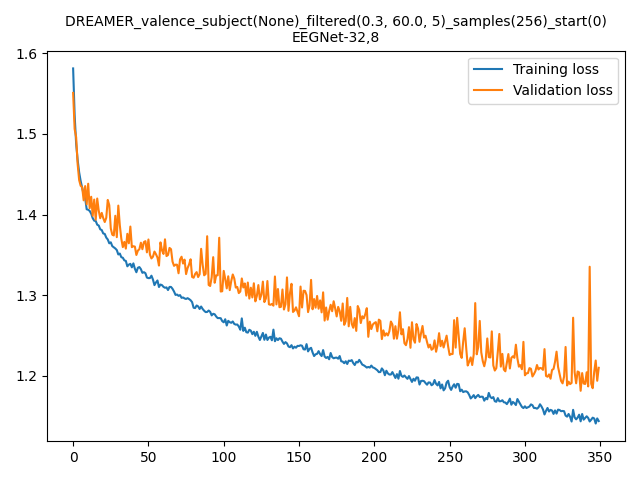 DREAMER_valence_subject(None)_filtered(0.3, 60.0, 5)_samples(256)_start(0)
EEGNet-32,8
Training loss
Validation loss
1.6
1.5
1.4
1.3
1.2
0 50 100 150 200 250 300 350